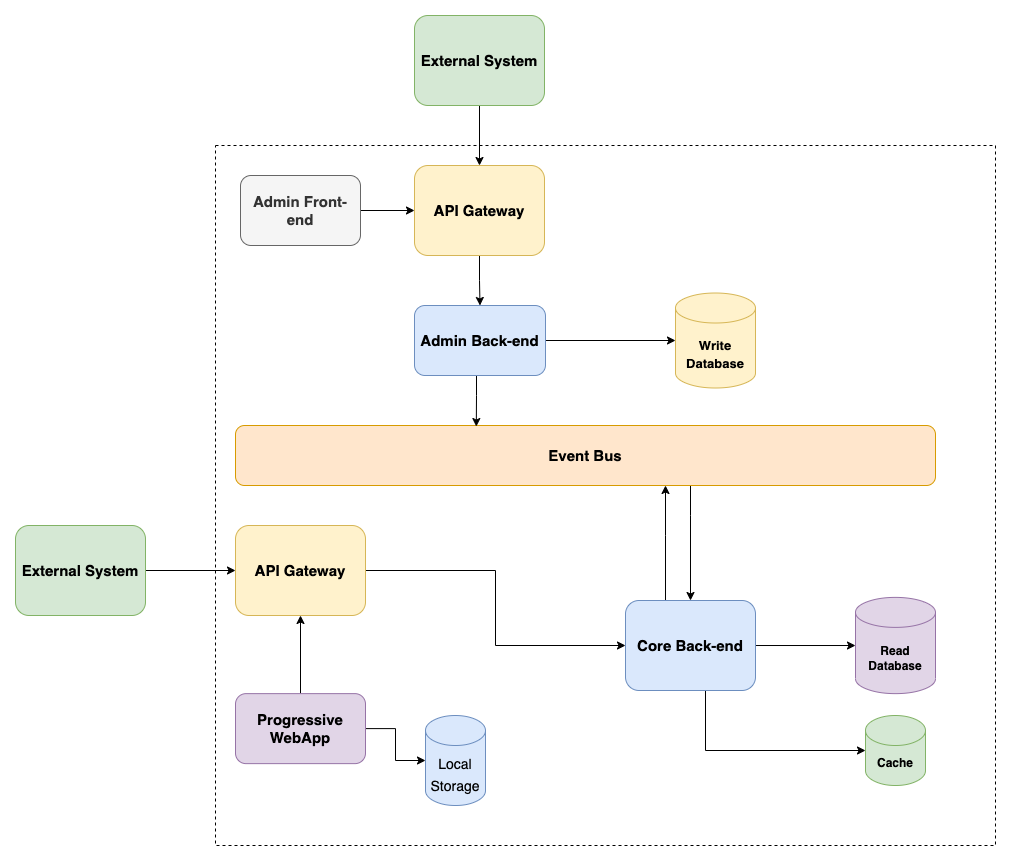 External System
Admin Front-
end
API Gateway
Admin Back-end
Write
Database
Event Bus
External System
API Gateway
Core Back-end
Read
Database
Progressive
WebApp
Local
Storage
Cache